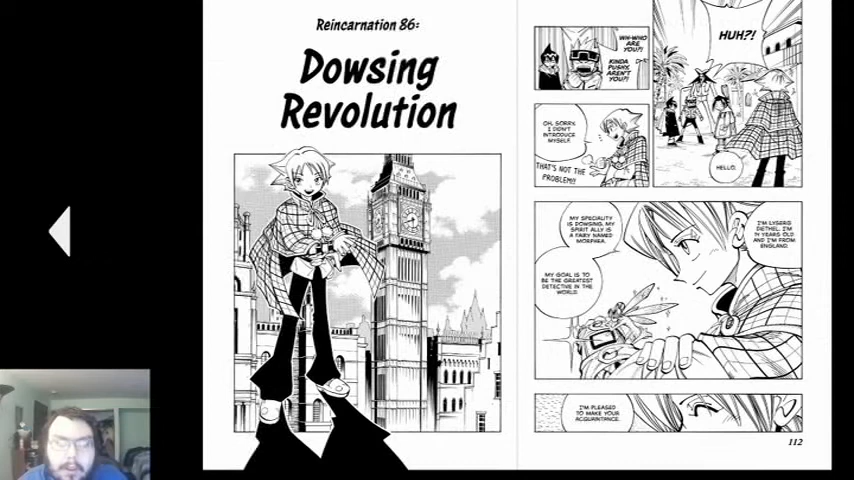 Reincarnation 86:
Dowsing
Revolution
HUH?!
HELLO.
WH-WHO
ARE
YOU?!
KINDA
PUSHY,
AREN'T
YOU?!
OH, SORRY.
I DIDN'T
INTRODUCE
MYSELF.
THAT'S NOT THE
PROBLEM!!
I'M LYSERG
DIETHEL. I'M
14 YEARS OLD
AND I'M FROM
ENGLAND.
MY SPECIALITY
IS DOWSING. MY
SPIRIT ALLY IS
A FAIRY NAMED
MORPHEA.
MY GOAL IS TO
BE THE GREATEST
DETECTIVE IN THE
WORLD.
I'M PLEASED
TO MAKE YOUR
ACQUAINTANCE.
112